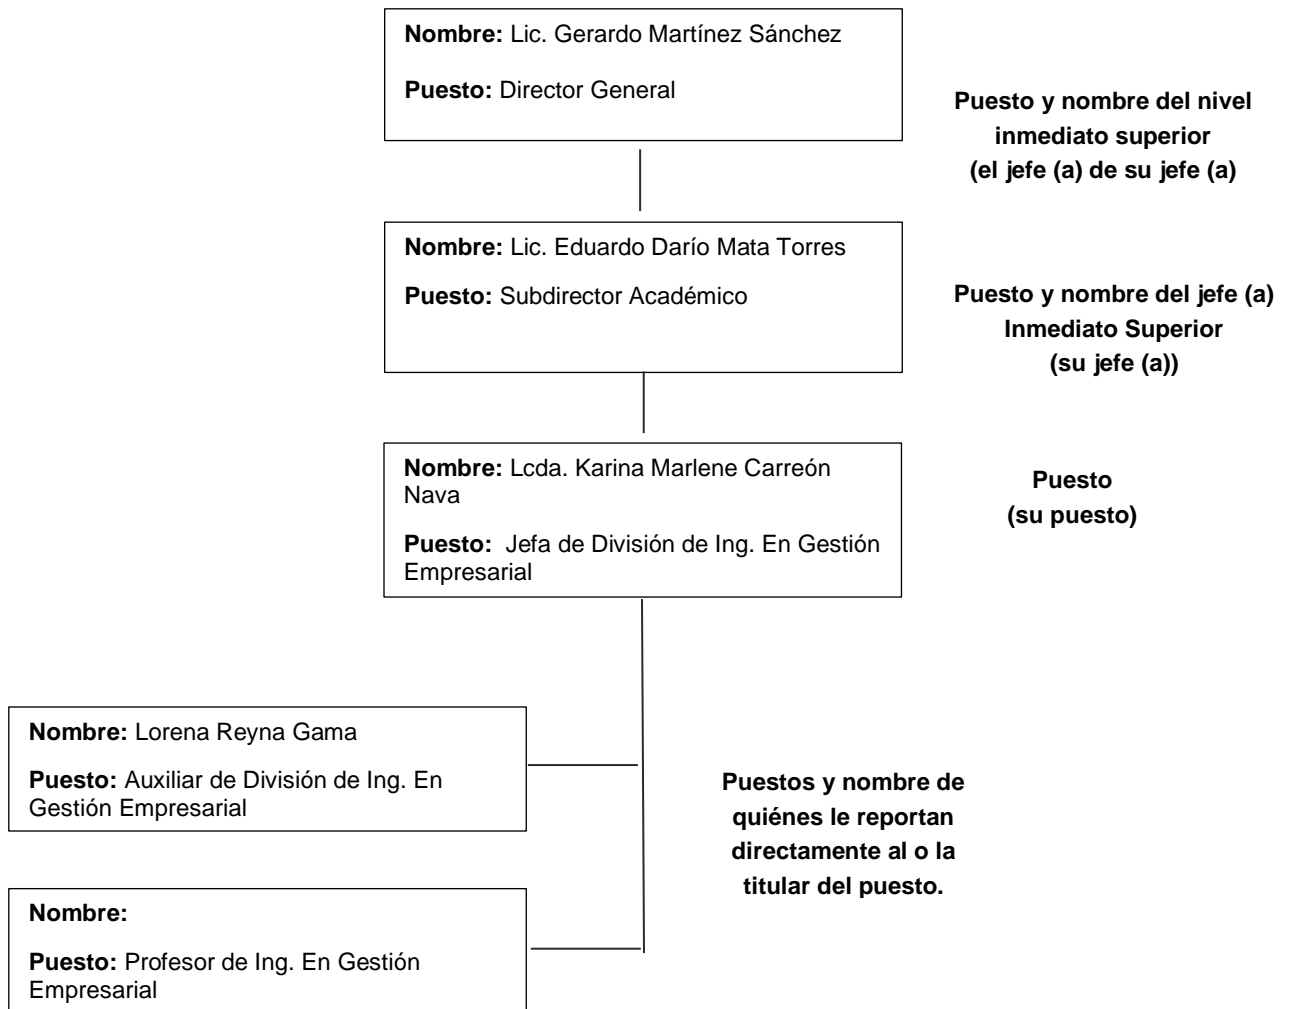 Nombre: Lic. Gerardo Martínez Sánchez
Puesto: Director General
Puesto y nombre del nivel
inmediato superior
(el jefe (a) de su jefe (a)
Nombre: Lic. Eduardo Darío Mata Torres
Puesto: Subdirector Académico
Puesto y nombre del jefe (a)
Inmediato Superior
(su jefe (a))
Nombre: Lcda. Karina Marlene Carreón
Nava
Puesto: Jefa de División de Ing. En Gestión
Empresarial
Puesto
(su puesto)
Nombre: Lorena Reyna Gama
Puesto: Auxiliar de División de Ing. En
Gestión Empresarial
Puestos y nombre de
quiénes le reportan
directamente al o la
titular del puesto.
Nombre:
Puesto: Profesor de Ing. En Gestión
Empresarial